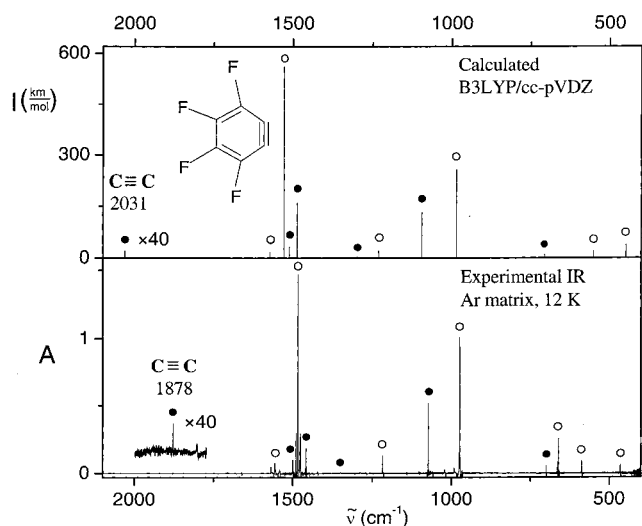 2000 1500 1000 500
600
300
0
I (km/mol)
F
F
F
F
C≡C
2031
×40
Calculated
B3LYP/cc-pVDZ
1
0
A
C≡C
1878
×40
Experimental IR
Ar matrix, 12 K
2000 1500 1000 500
ν̃ (cm⁻¹)